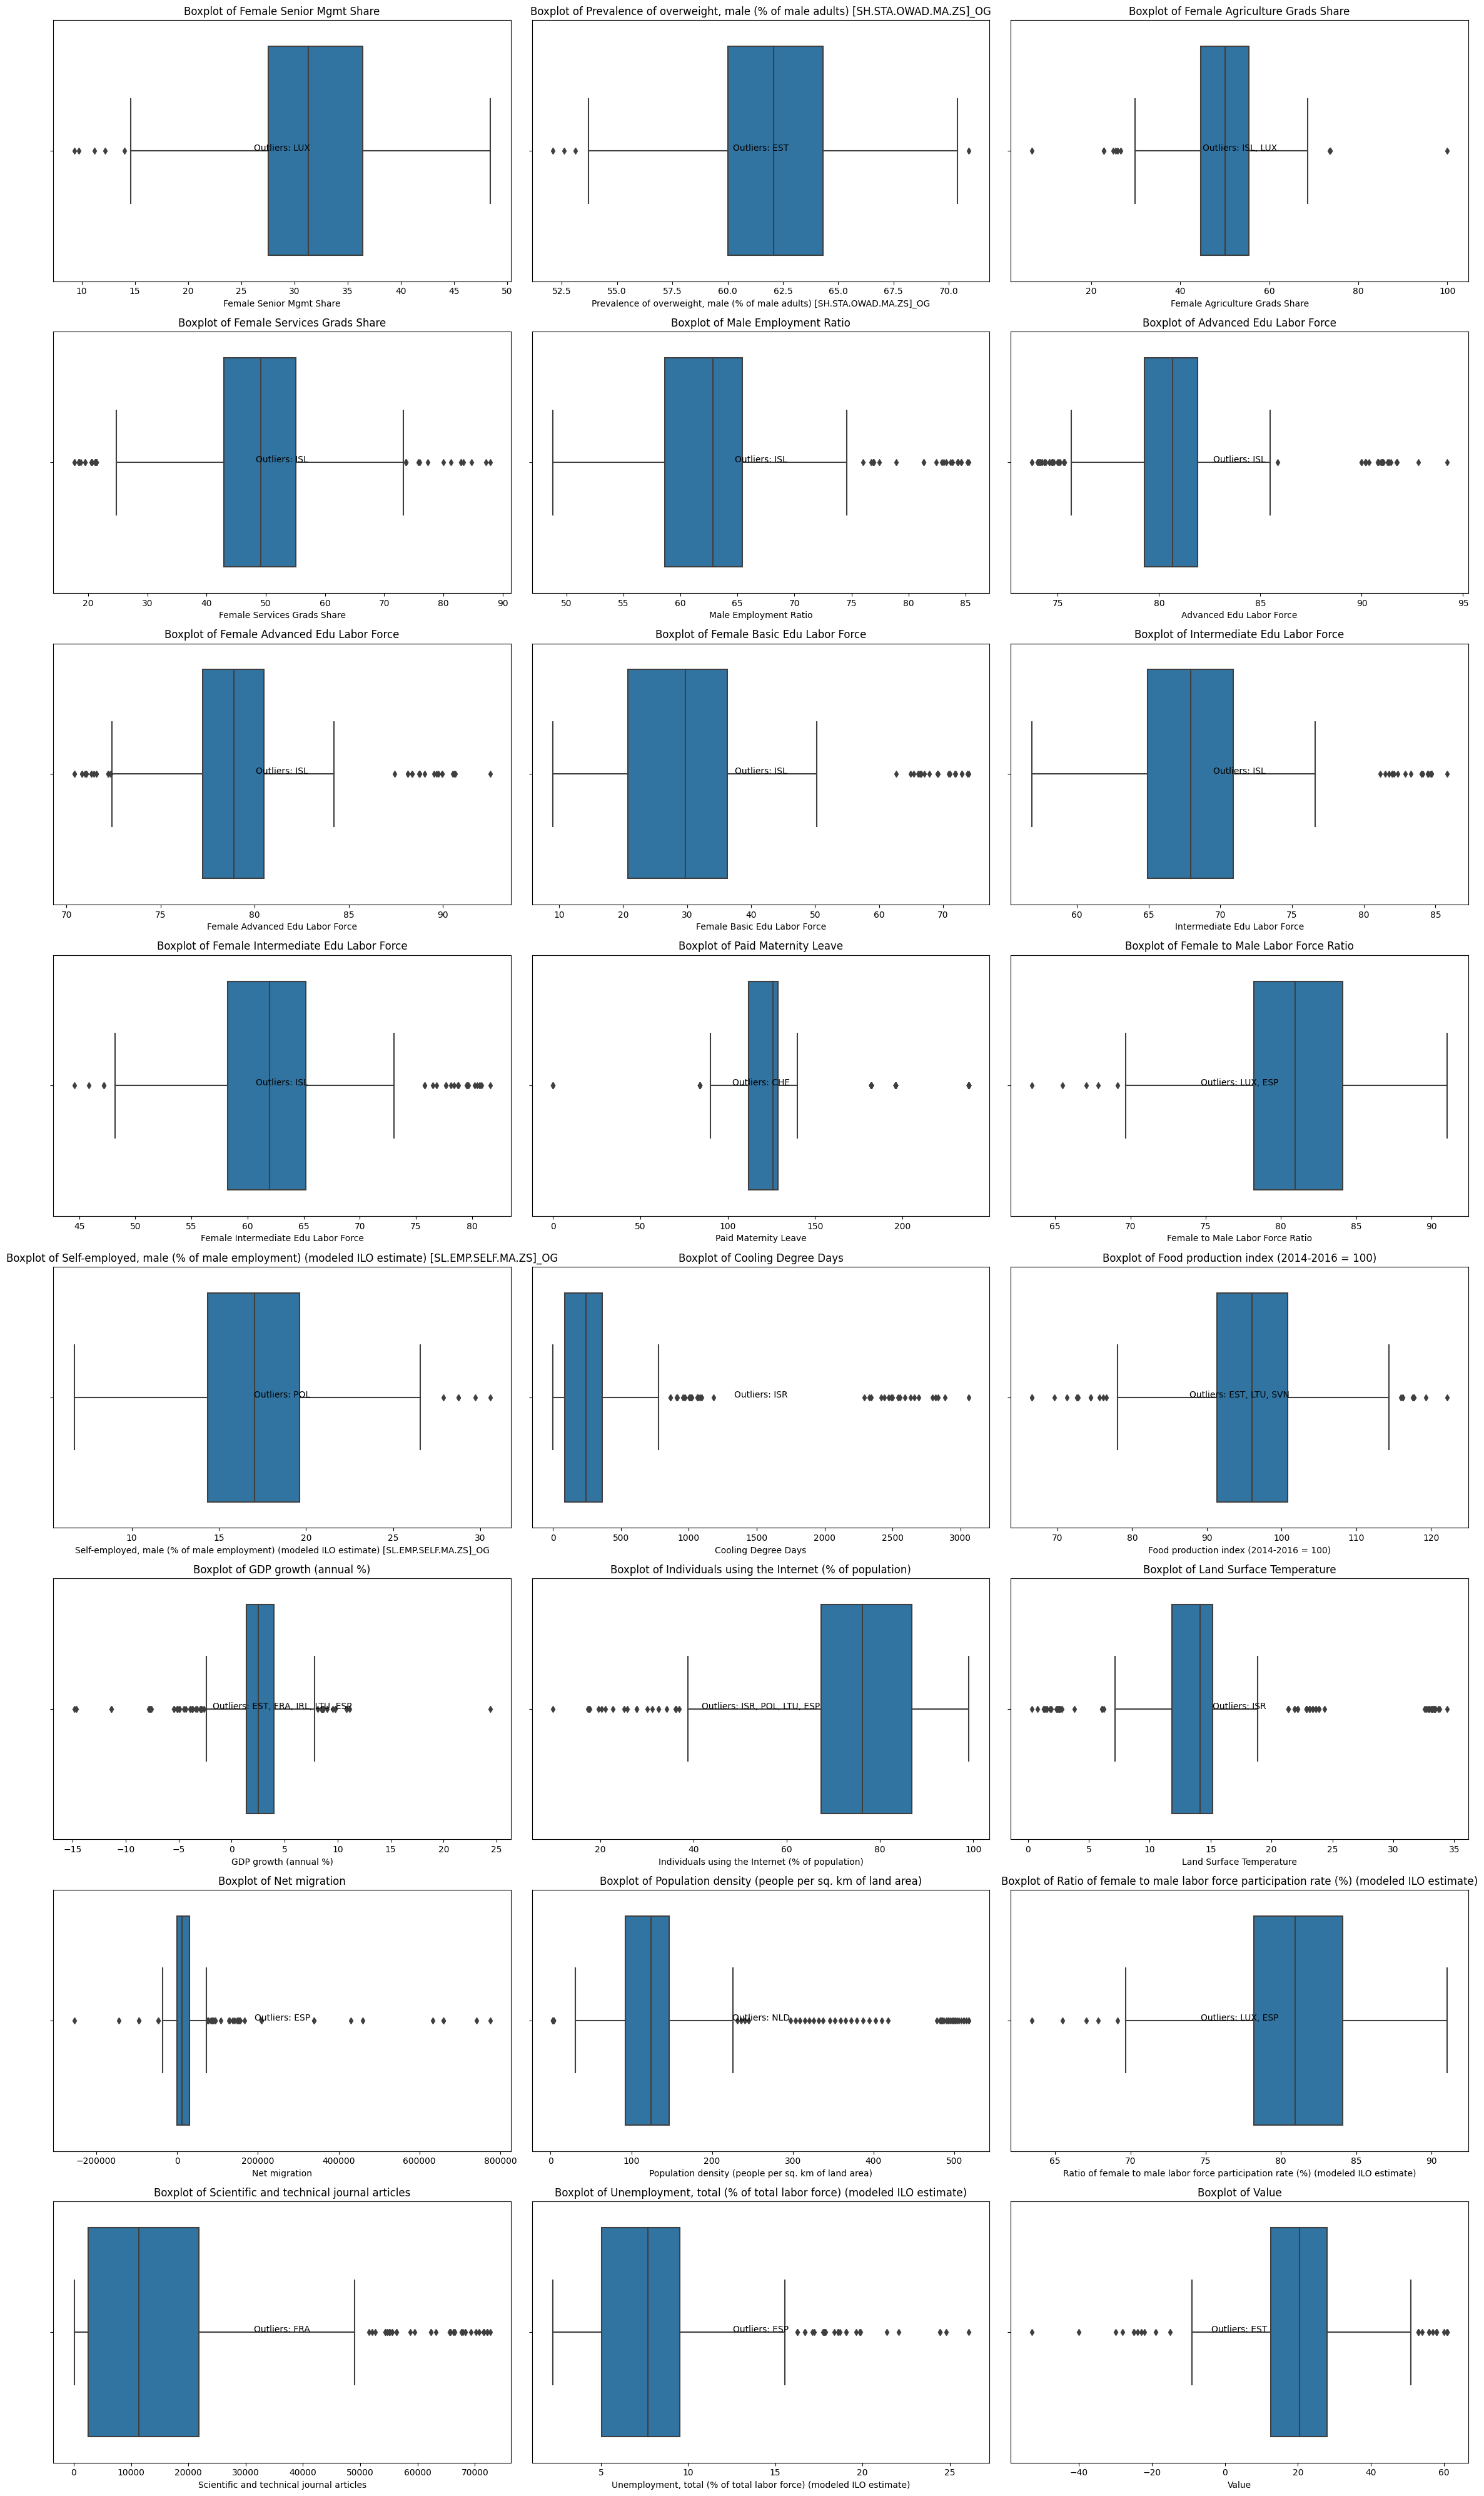 Boxplot of Female Senior Mgmt Share
Outliers: LUX
10 15 20 25 30 35 40 45 50
Female Senior Mgmt Share
Boxplot of Prevalence of overweight, male (% of male adults) [SH.STA.OWAD.MA.ZS]_OG
Outliers: EST
52.5 55.0 57.5 60.0 62.5 65.0 67.5 70.0
Prevalence of overweight, male (% of male adults) [SH.STA.OWAD.MA.ZS]_OG
Boxplot of Female Agriculture Grads Share
Outliers: ISL, LUX
20 40 60 80 100
Female Agriculture Grads Share
Boxplot of Female Services Grads Share
Outliers: ISL
20 30 40 50 60 70 80 90
Female Services Grads Share
Boxplot of Male Employment Ratio
Outliers: ISL
50 55 60 65 70 75 80 85
Male Employment Ratio
Boxplot of Advanced Edu Labor Force
Outliers: ISL
75 80 85 90 95
Advanced Edu Labor Force
Boxplot of Female Advanced Edu Labor Force
Outliers: ISL
70 75 80 85 90
Female Advanced Edu Labor Force
Boxplot of Female Basic Edu Labor Force
Outliers: ISL
10 20 30 40 50 60 70
Female Basic Edu Labor Force
Boxplot of Intermediate Edu Labor Force
Outliers: ISL
60 65 70 75 80 85
Intermediate Edu Labor Force
Boxplot of Female Intermediate Edu Labor Force
Outliers: ISL
45 50 55 60 65 70 75 80
Female Intermediate Edu Labor Force
Boxplot of Paid Maternity Leave
Outliers: CHE
0 50 100 150 200
Paid Maternity Leave
Boxplot of Female to Male Labor Force Ratio
Outliers: LUX, ESP
65 70 75 80 85 90
Female to Male Labor Force Ratio
Boxplot of Self-employed, male (% of male employment) (modeled ILO estimate) [SL.EMP.SELF.MA.ZS]_OG
Outliers: POL
10 15 20 25 30
Self-employed, male (% of male employment) (modeled ILO estimate) [SL.EMP.SELF.MA.ZS]_OG
Boxplot of Cooling Degree Days
Outliers: ISR
0 500 1000 1500 2000 2500 3000
Cooling Degree Days
Boxplot of Food production index (2014-2016 = 100)
Outliers: EST, LTU, SVN
70 80 90 100 110 120
Food production index (2014-2016 = 100)
Boxplot of GDP growth (annual %)
Outliers: EST, FRA, IRL, LTU, ESP
−15 −10 −5 0 5 10 15 20 25
GDP growth (annual %)
Boxplot of Individuals using the Internet (% of population)
Outliers: ISR, POL, LTU, ESP
20 40 60 80 100
Individuals using the Internet (% of population)
Boxplot of Land Surface Temperature
Outliers: ISR
0 5 10 15 20 25 30 35
Land Surface Temperature
Boxplot of Net migration
Outliers: ESP
−200000 0 200000 400000 600000 800000
Net migration
Boxplot of Population density (people per sq. km of land area)
Outliers: NLD
0 100 200 300 400 500
Population density (people per sq. km of land area)
Boxplot of Ratio of female to male labor force participation rate (%) (modeled ILO estimate)
Outliers: LUX, ESP
65 70 75 80 85 90
Ratio of female to male labor force participation rate (%) (modeled ILO estimate)
Boxplot of Scientific and technical journal articles
Outliers: FRA
0 10000 20000 30000 40000 50000 60000 70000
Scientific and technical journal articles
Boxplot of Unemployment, total (% of total labor force) (modeled ILO estimate)
Outliers: ESP
5 10 15 20 25
Unemployment, total (% of total labor force) (modeled ILO estimate)
Boxplot of Value
Outliers: EST
−40 −20 0 20 40 60
Value